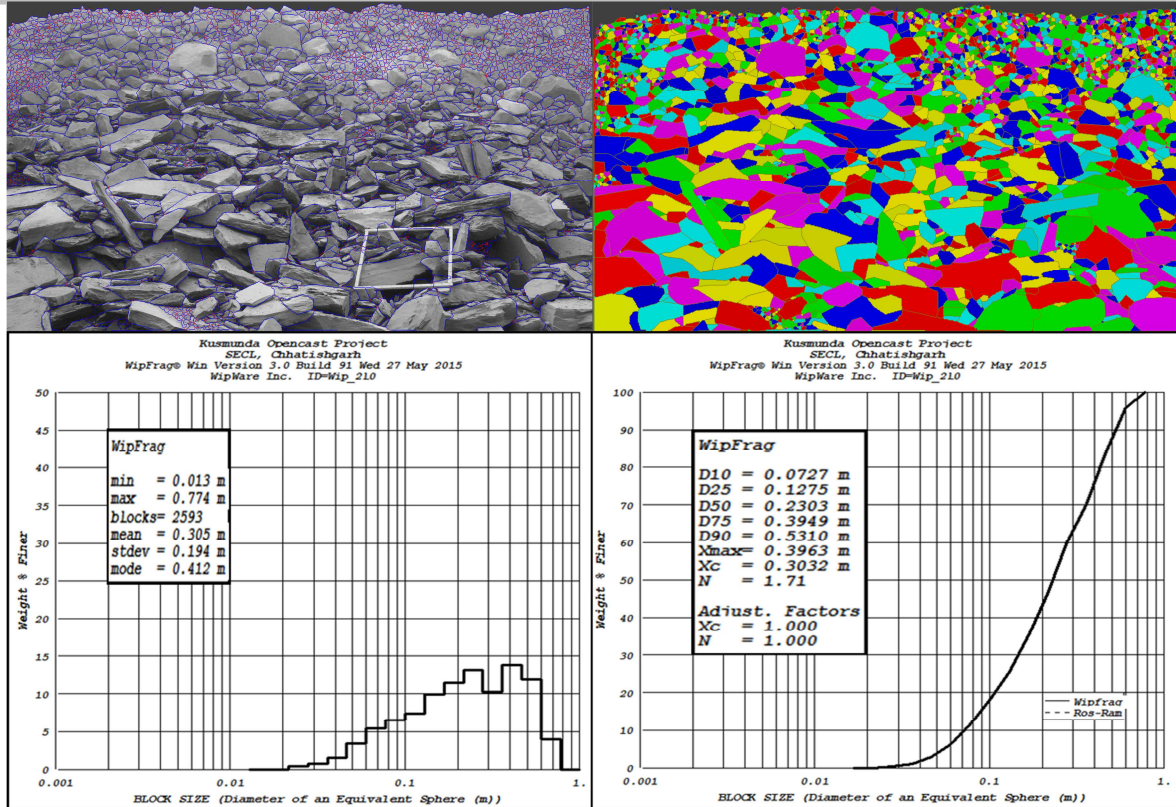 Kusmunda Opencast Project
SECL, Chhatishgarh
WipFrag® Win Version 3.0 Build 91 Wed 27 May 2015
WipWare Inc. ID=Wip_210
50
45
40
35
30
25
20
15
10
5
0
Weight % Finer
WipFrag
min = 0.013 m
max = 0.774 m
blocks= 2593
mean = 0.305 m
stdev = 0.194 m
mode = 0.412 m
0.001
0.01
0.1
1.
BLOCK SIZE (Diameter of an Equivalent Sphere (m))
Kusmunda Opencast Project
SECL, Chhatishgarh
WipFrag® Win Version 3.0 Build 91 Wed 27 May 2015
WipWare Inc. ID=Wip_210
100
90
80
70
60
50
40
30
20
10
0
Weight % Finer
WipFrag
D10 = 0.0727 m
D25 = 0.1275 m
D50 = 0.2303 m
D75 = 0.3949 m
D90 = 0.5310 m
Xmax= 0.3963 m
Xc = 0.3032 m
N = 1.71
Adjust. Factors
Xc = 1.000
N = 1.000
Wipfrag
Ros-Ram
0.001
0.01
0.1
1.
BLOCK SIZE (Diameter of an Equivalent Sphere (m))